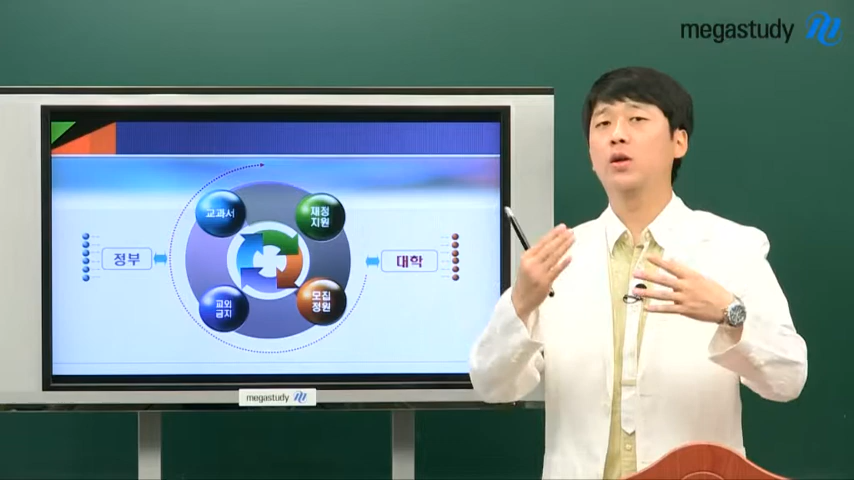 megastudy
교과서
재정
지원
정부
대학
교외
금지
모집
정원
megastudy